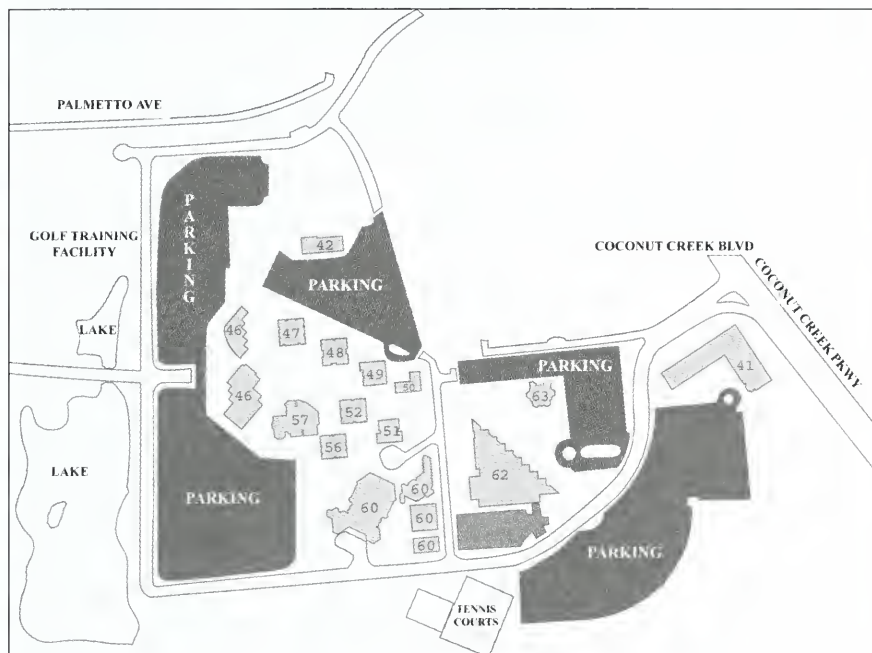 PALMETTO AVE
PARKING
GOLF TRAINING
FACILITY
42
COCONUT CREEK BLVD
COCONUT CREEK PKWY
PARKING
LAKE
46
47
48
49
50
PARKING
41
63
46
57
52
51
56
LAKE
PARKING
60
60
62
60
60
PARKING
TENNIS
COURTS